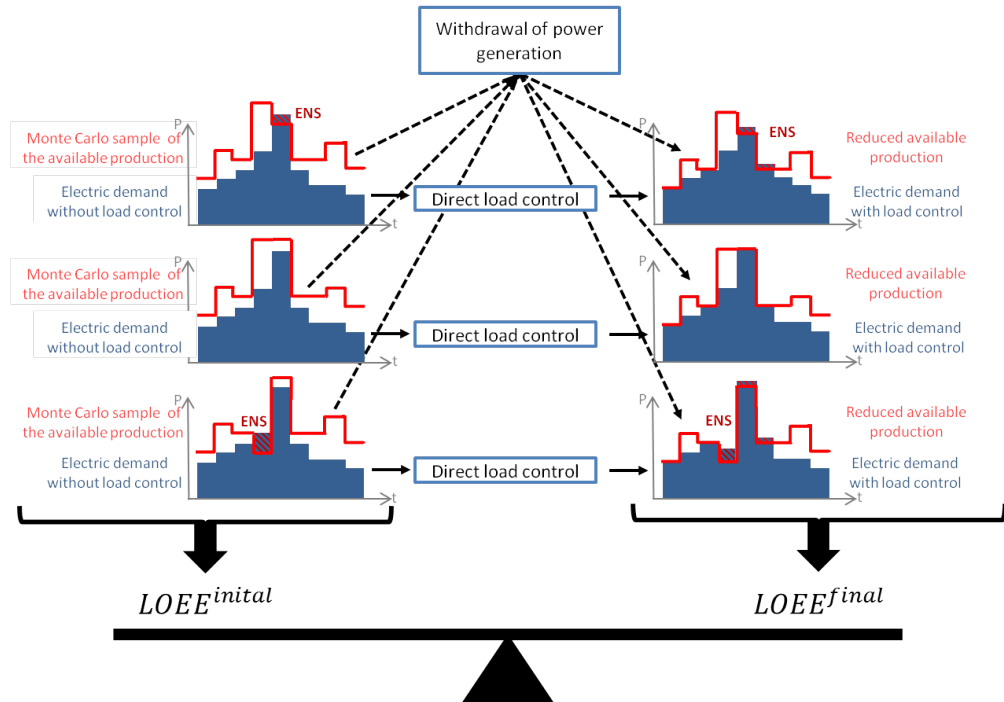 Withdrawal of power
generation
P
ENS
Monte Carlo sample of
the available production
Electric demand
without load control
t
Direct load control
P
ENS
Reduced available
production
Electric demand
with load control
t
P
Monte Carlo sample of
the available production
Electric demand
without load control
t
Direct load control
P
Reduced available
production
Electric demand
with load control
t
P
Monte Carlo sample of
the available production
ENS
Electric demand
without load control
t
Direct load control
P
ENS
Reduced available
production
Electric demand
with load control
t
LOEE^inital
LOEE^final